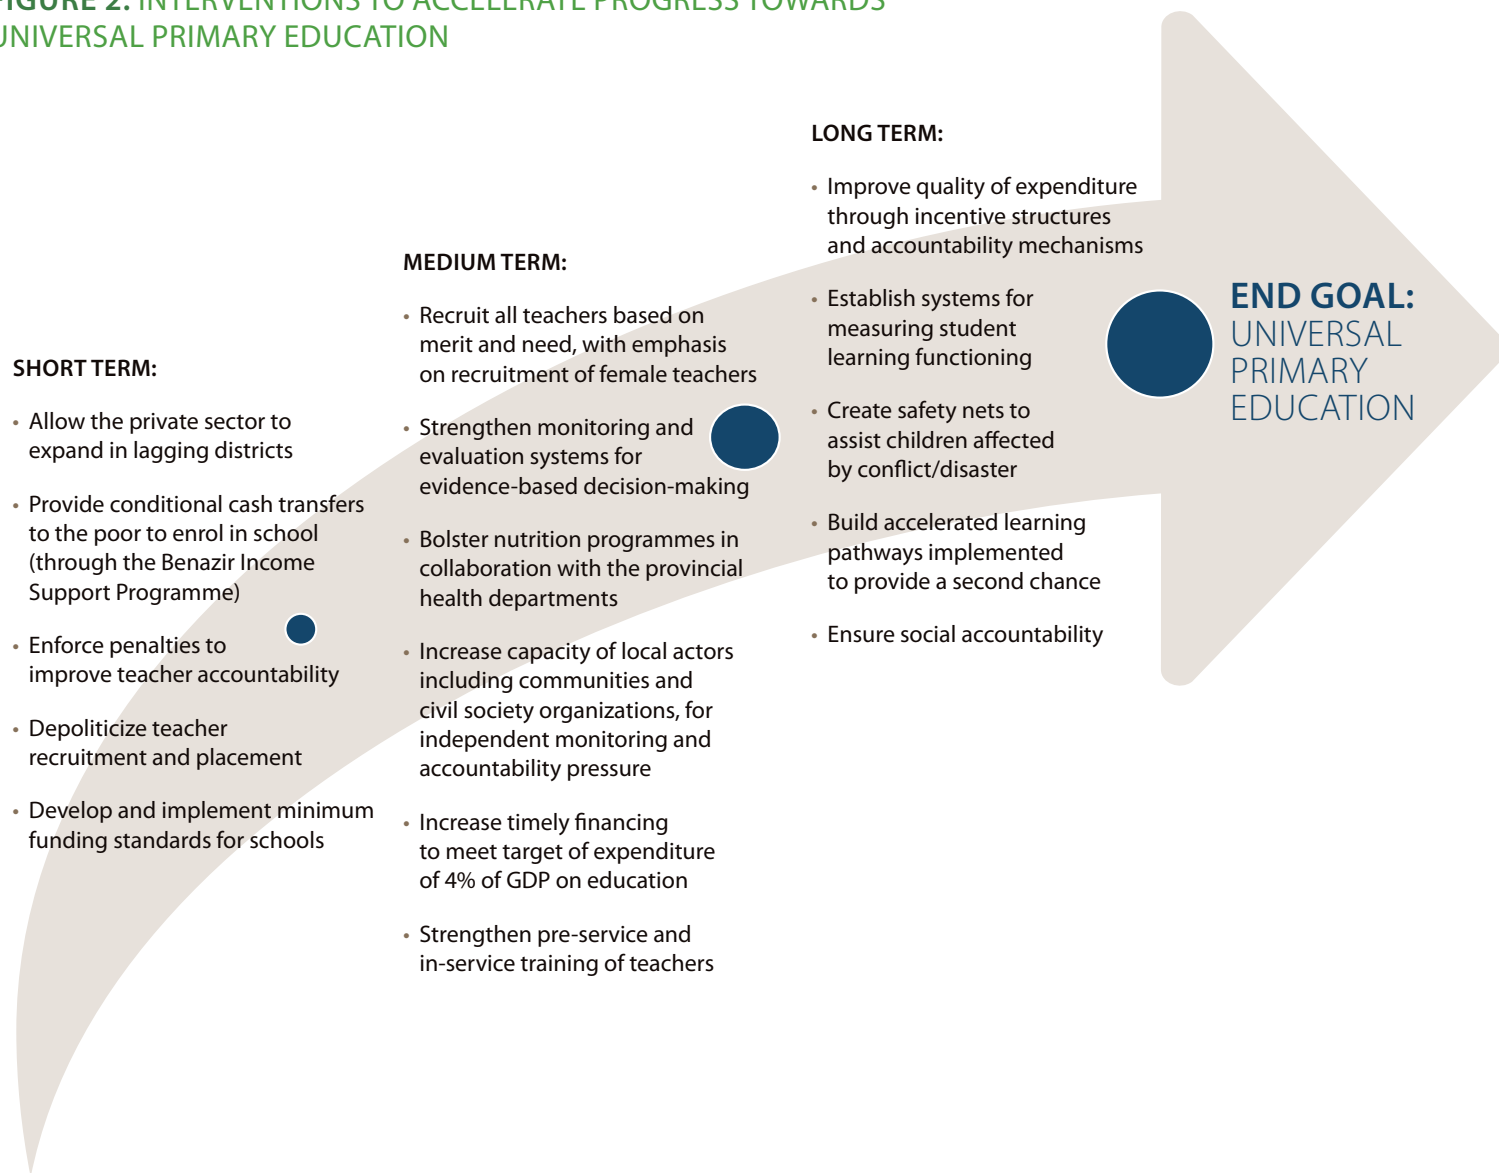 FIGURE 2: INTERVENTIONS TO ACCELERATE PROGRESS TOWARDS
UNIVERSAL PRIMARY EDUCATION
SHORT TERM:
• Allow the private sector to
expand in lagging districts
• Provide conditional cash transfers
to the poor to enrol in school
(through the Benazir Income
Support Programme)
• Enforce penalties to
improve teacher accountability
• Depoliticize teacher
recruitment and placement
• Develop and implement minimum
funding standards for schools
MEDIUM TERM:
• Recruit all teachers based on
merit and need, with emphasis
on recruitment of female teachers
• Strengthen monitoring and
evaluation systems for
evidence-based decision-making
• Bolster nutrition programmes in
collaboration with the provincial
health departments
• Increase capacity of local actors
including communities and
civil society organizations, for
independent monitoring and
accountability pressure
• Increase timely financing
to meet target of expenditure
of 4% of GDP on education
• Strengthen pre-service and
in-service training of teachers
LONG TERM:
• Improve quality of expenditure
through incentive structures
and accountability mechanisms
• Establish systems for
measuring student
learning functioning
• Create safety nets to
assist children affected
by conflict/disaster
• Build accelerated learning
pathways implemented
to provide a second chance
• Ensure social accountability
END GOAL:
UNIVERSAL
PRIMARY
EDUCATION